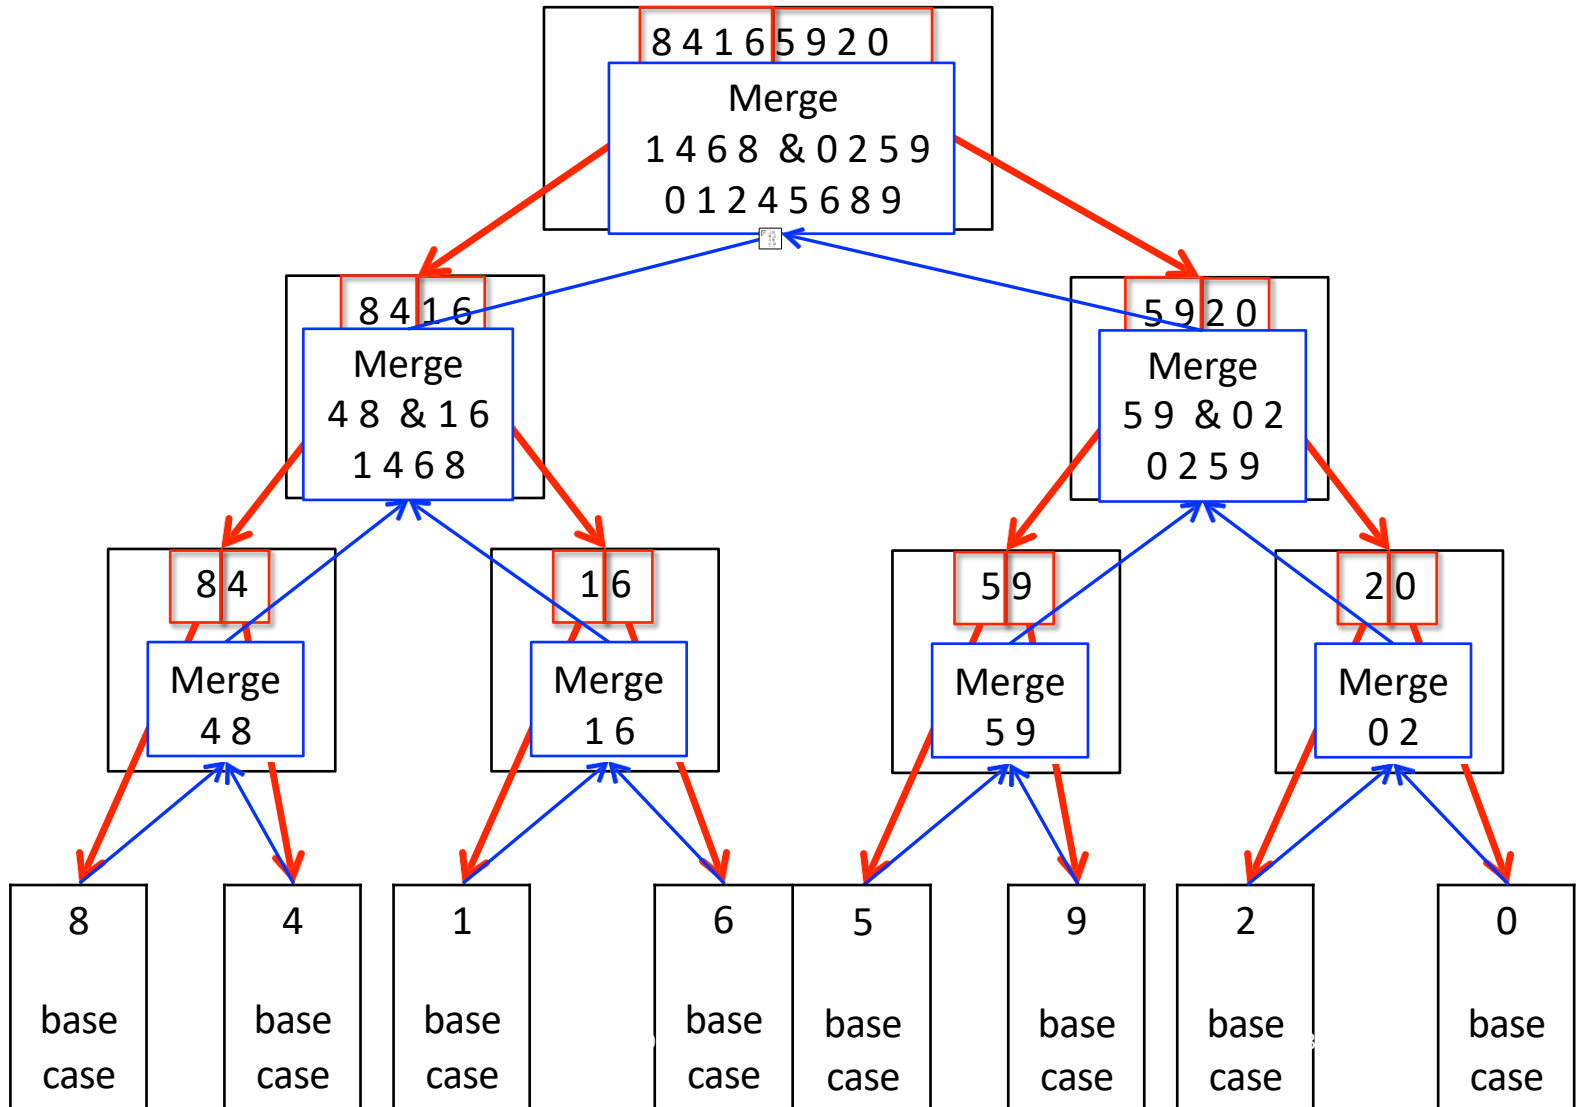 8 4 1 6 5 9 2 0
Merge
1 4 6 8 & 0 2 5 9
0 1 2 4 5 6 8 9
8 4 1 6
Merge
4 8 & 1 6
1 4 6 8
5 9 2 0
Merge
5 9 & 0 2
0 2 5 9
8 4
Merge
4 8
1 6
Merge
1 6
5 9
Merge
5 9
2 0
Merge
0 2
8
base
case
4
base
case
1
base
case
6
base
case
5
base
case
9
base
case
2
base
case
0
base
case